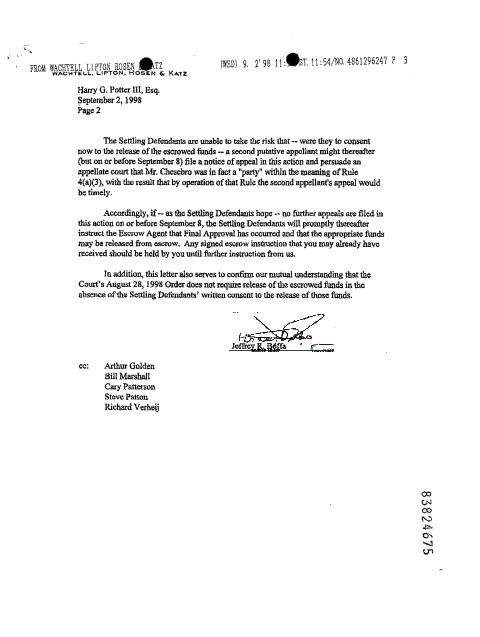 FROM WACHTELL LIPTON ROSEN & KATZ
(WED) 9. 2'98 11: ST. 11:54/NO. 4861296247 P 3
WACHTELL, LIPTON, ROSEN & KATZ
Harry G. Potter III, Esq.
September 2, 1998
Page 2
The Settling Defendants are unable to take the risk that -- were they to consent
now to the release of the escrowed funds -- a second putative appellant might thereafter
(but on or before September 8) file a notice of appeal in this action and persuade an
appellate court that Mr. Chesebro was in fact a "party" within the meaning of Rule
4(a)(3), with the result that by operation of that Rule the second appellant's appeal would
be timely.
Accordingly, if -- as the Settling Defendants hope -- no further appeals are filed in
this action on or before September 8, the Settling Defendants will promptly thereafter
instruct the Escrow Agent that Final Approval has occurred and that the appropriate funds
may be released from escrow. Any signed escrow instruction that you may already have
received should be held by you until further instruction from us.
In addition, this letter also serves to confirm our mutual understanding that the
Court's August 28, 1998 Order does not require release of the escrowed funds in the
absence of the Settling Defendants' written consent to the release of those funds.
Jeffrey R. Boffa
cc: Arthur Golden
Bill Marshall
Cary Patterson
Steve Patton
Richard Verheij
83824675